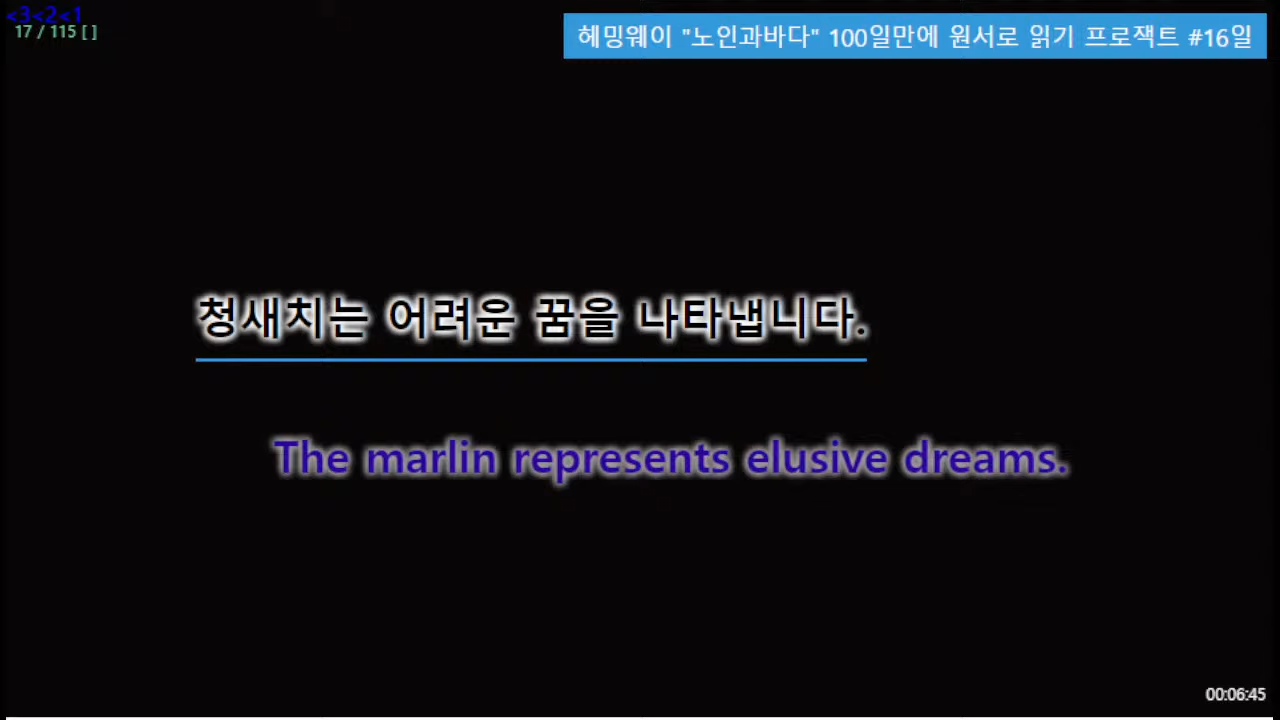 <3<2<1
17 / 115 [ ]
헤밍웨이 "노인과바다" 100일만에 원서로 읽기 프로잭트 #16일
청새치는 어려운 꿈을 나타냅니다.
The marlin represents elusive dreams.
00:06:45